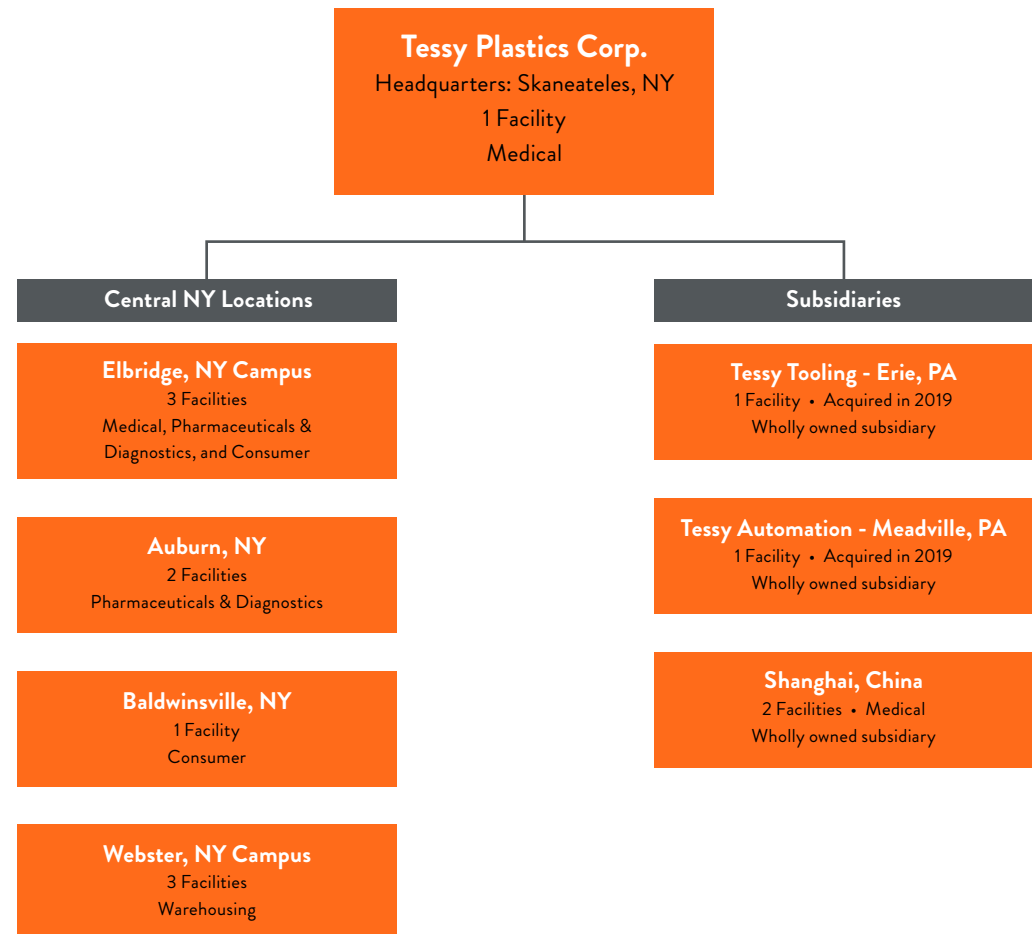 Tessy Plastics Corp.
Headquarters: Skaneateles, NY
1 Facility
Medical
Central NY Locations
Elbridge, NY Campus
3 Facilities
Medical, Pharmaceuticals &
Diagnostics, and Consumer
Auburn, NY
2 Facilities
Pharmaceuticals & Diagnostics
Baldwinsville, NY
1 Facility
Consumer
Webster, NY Campus
3 Facilities
Warehousing
Subsidiaries
Tessy Tooling - Erie, PA
1 Facility • Acquired in 2019
Wholly owned subsidiary
Tessy Automation - Meadville, PA
1 Facility • Acquired in 2019
Wholly owned subsidiary
Shanghai, China
2 Facilities • Medical
Wholly owned subsidiary